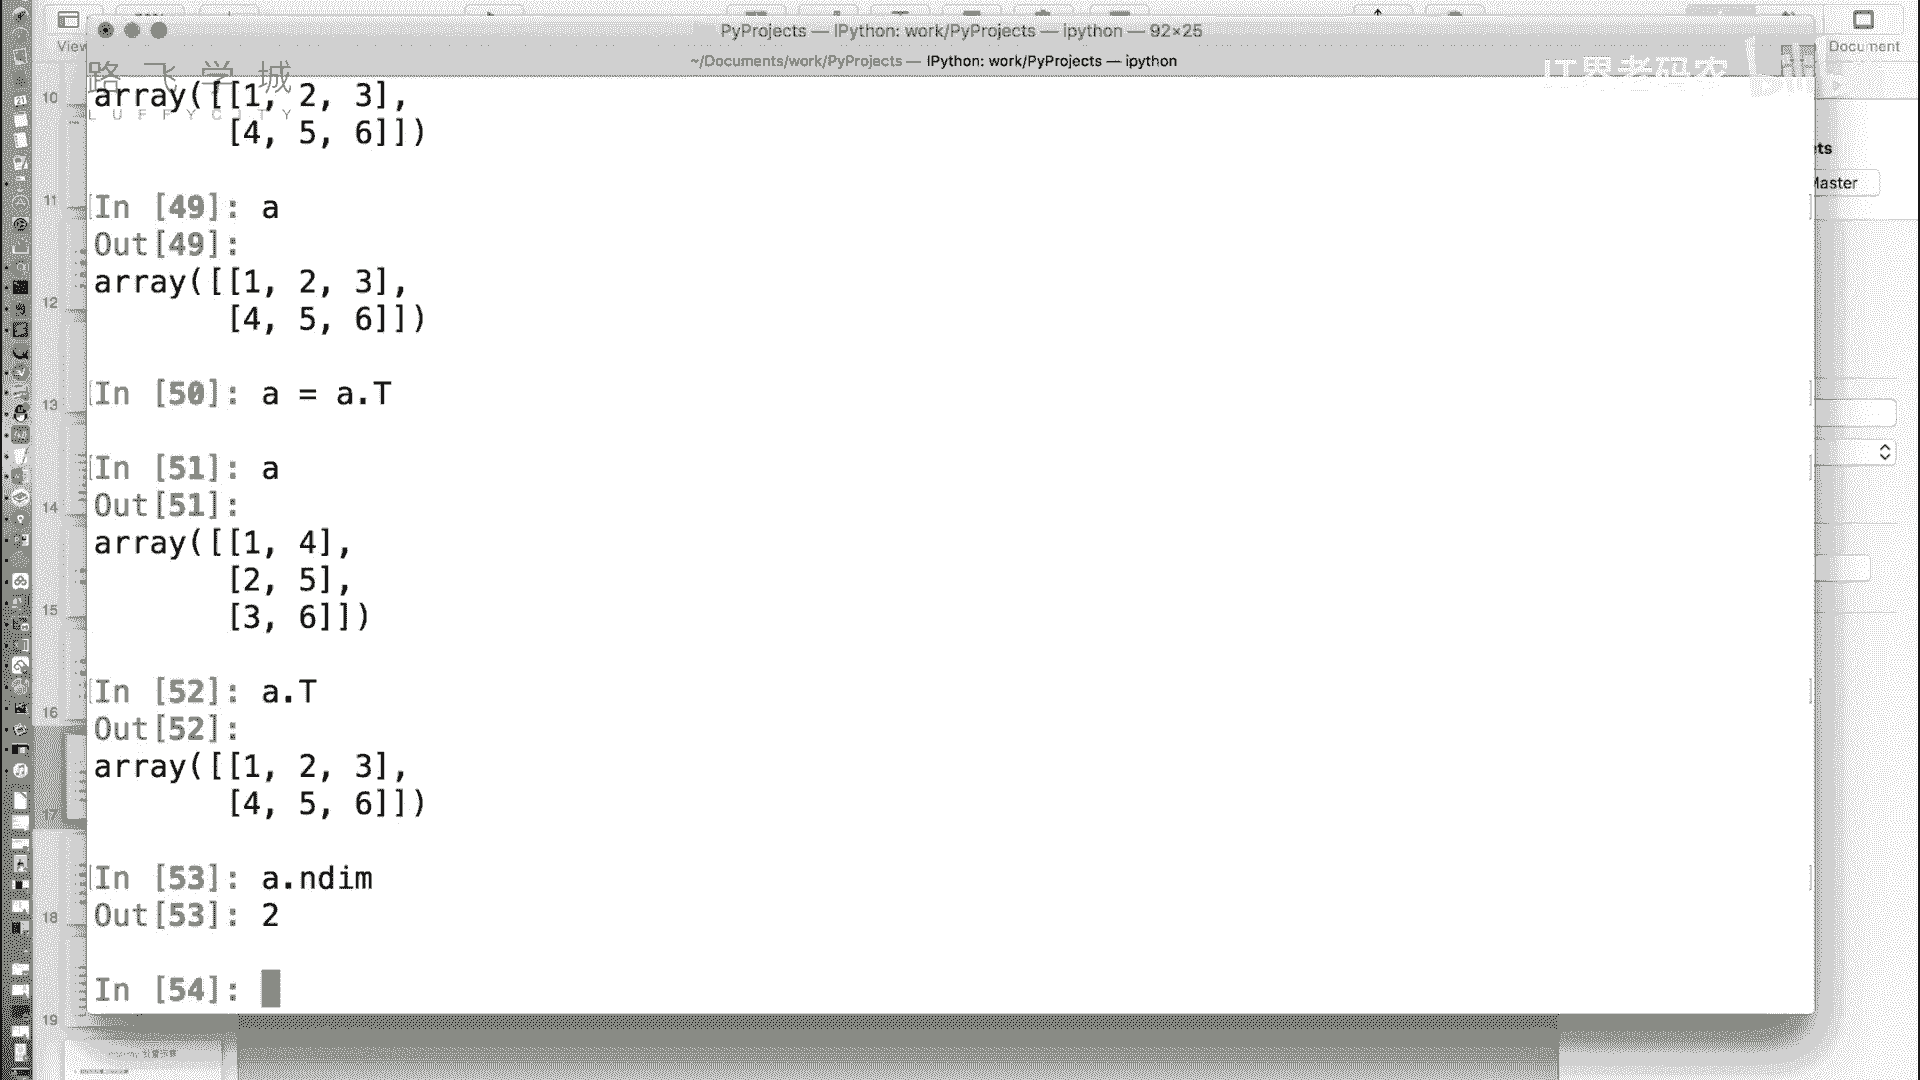 PyProjects — IPython: work/PyProjects — ipython — 92×25
View
Document
~/Documents/work/PyProjects — IPython: work/PyProjects — ipython
路飞学城
LUFFYCITY
IT界老码农
array([[1, 2, 3],
[4, 5, 6]])
Master
In [49]: a
Out[49]:
array([[1, 2, 3],
[4, 5, 6]])
In [50]: a = a.T
In [51]: a
Out[51]:
array([[1, 4],
[2, 5],
[3, 6]])
In [52]: a.T
Out[52]:
array([[1, 2, 3],
[4, 5, 6]])
In [53]: a.ndim
Out[53]: 2
In [54]:
10
11
12
13
14
15
16
17
18
19